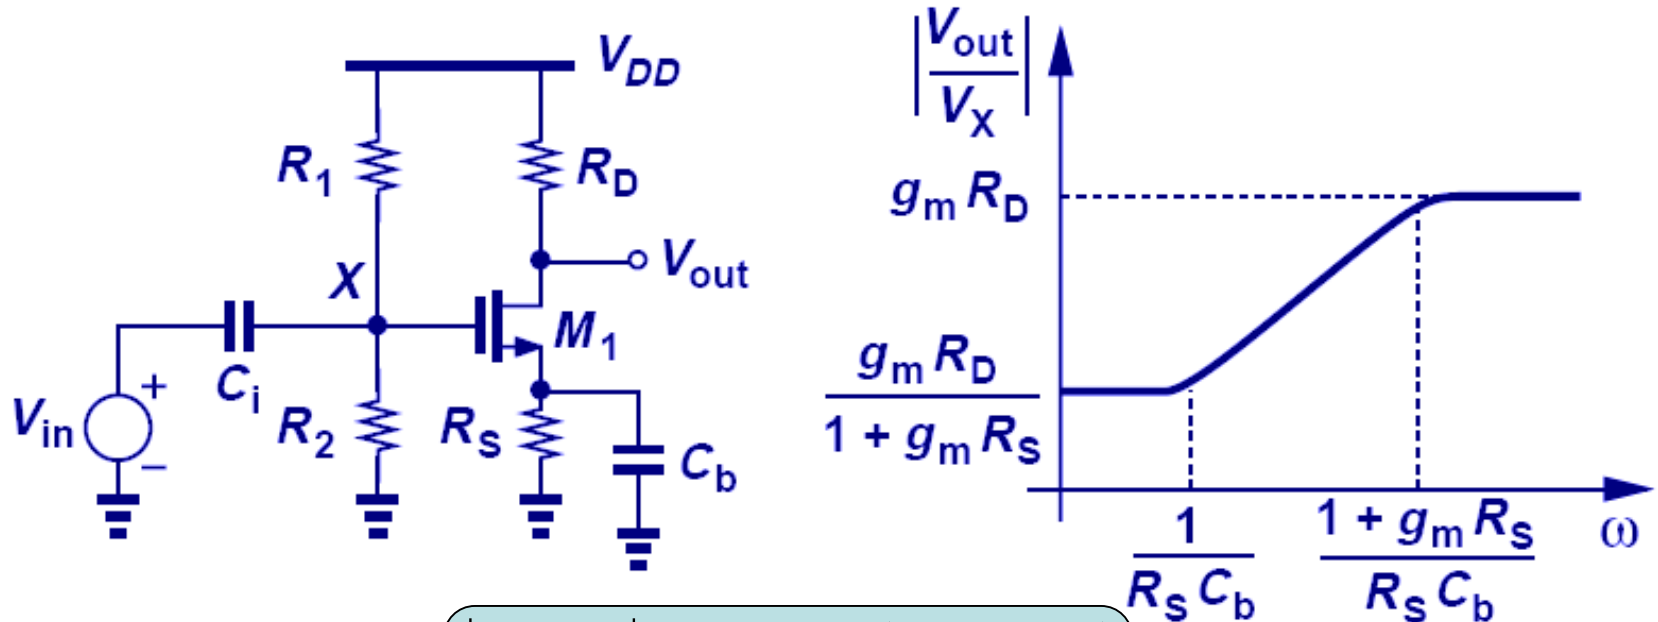 V_DD
R_1
R_D
V_out
X
M_1
C_i
V_in
+
−
R_2
R_S
C_b
|V_out / V_X|
g_m R_D
g_m R_D / 1 + g_m R_S
1 / R_S C_b
1 + g_m R_S / R_S C_b
ω